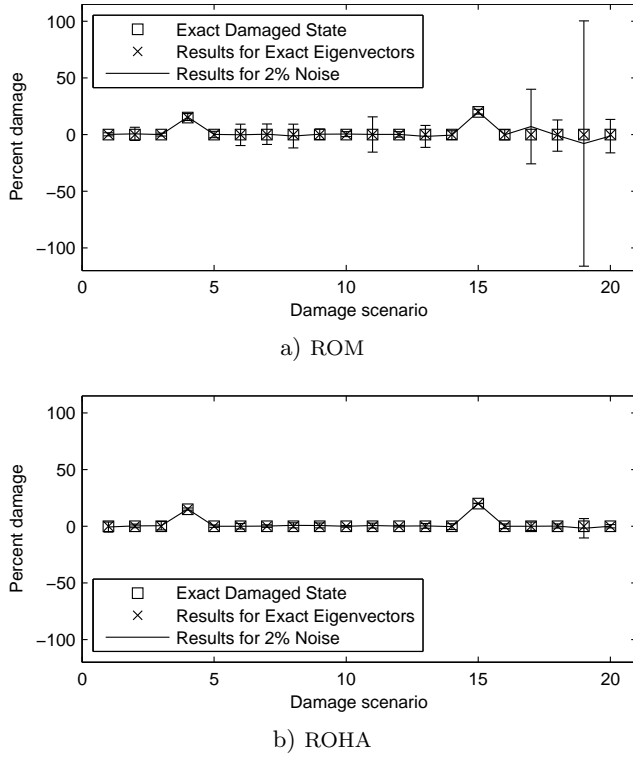 100
50
0
−50
−100
Percent damage
Exact Damaged State
Results for Exact Eigenvectors
Results for 2% Noise
0 5 10 15 20
Damage scenario
a) ROM
100
50
0
−50
−100
Percent damage
Exact Damaged State
Results for Exact Eigenvectors
Results for 2% Noise
0 5 10 15 20
Damage scenario
b) ROHA